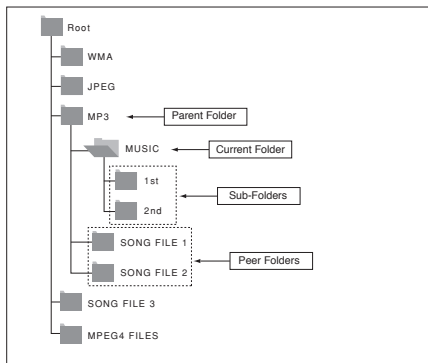 Root
WMA
JPEG
MP3
Parent Folder
MUSIC
Current Folder
1st
Sub-Folders
2nd
SONG FILE 1
Peer Folders
SONG FILE 2
SONG FILE 3
MPEG4 FILES